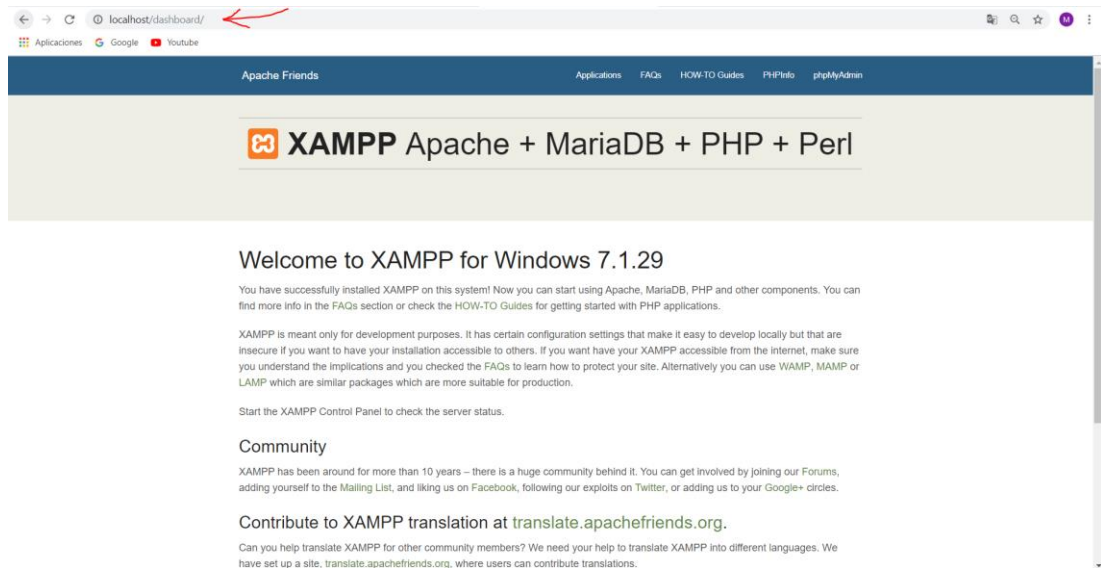 localhost/dashboard/
M
Aplicaciones Google Youtube
Apache Friends Applications FAQs HOW-TO Guides PHPInfo phpMyAdmin
XAMPP Apache + MariaDB + PHP + Perl
Welcome to XAMPP for Windows 7.1.29
You have successfully installed XAMPP on this system! Now you can start using Apache, MariaDB, PHP and other components. You can
find more info in the FAQs section or check the HOW-TO Guides for getting started with PHP applications.
XAMPP is meant only for development purposes. It has certain configuration settings that make it easy to develop locally but that are
insecure if you want to have your installation accessible to others. If you want have your XAMPP accessible from the internet, make sure
you understand the implications and you checked the FAQs to learn how to protect your site. Alternatively you can use WAMP, MAMP or
LAMP which are similar packages which are more suitable for production.
Start the XAMPP Control Panel to check the server status.
Community
XAMPP has been around for more than 10 years – there is a huge community behind it. You can get involved by joining our Forums,
adding yourself to the Mailing List, and liking us on Facebook, following our exploits on Twitter, or adding us to your Google+ circles.
Contribute to XAMPP translation at translate.apachefriends.org.
Can you help translate XAMPP for other community members? We need your help to translate XAMPP into different languages. We
have set up a site, translate.apachefriends.org, where users can contribute translations.